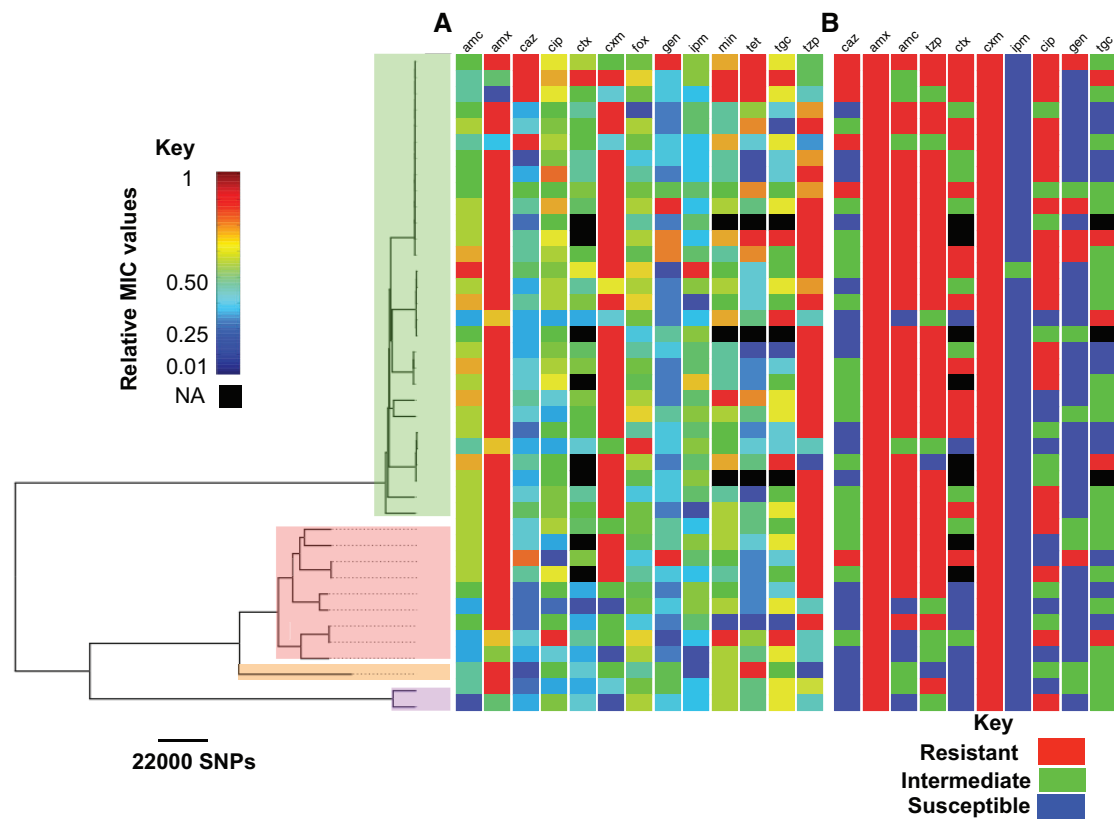 A
B
amc amx caz cip ctx cxm fox gen ipm min tet tgc tzp
caz amx amc tzp ctx cxm ipm cip gen tgc
Key
1
0.50
0.25
0.01
Relative MIC values
NA
22000 SNPs
Key
Resistant
Intermediate
Susceptible